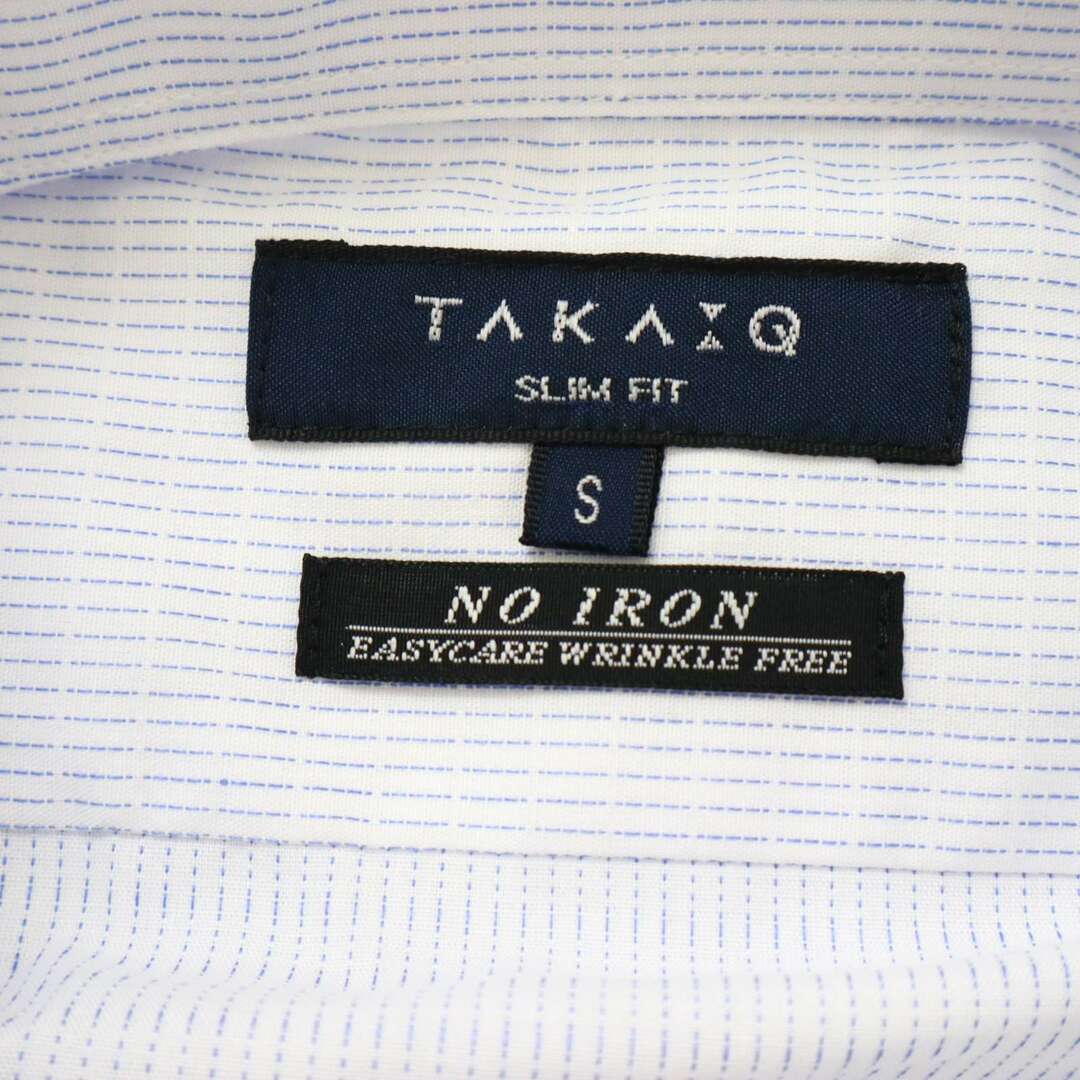 TAKA:Q
SLIM FIT
S
NO IRON
EASYCARE WRINKLE FREE